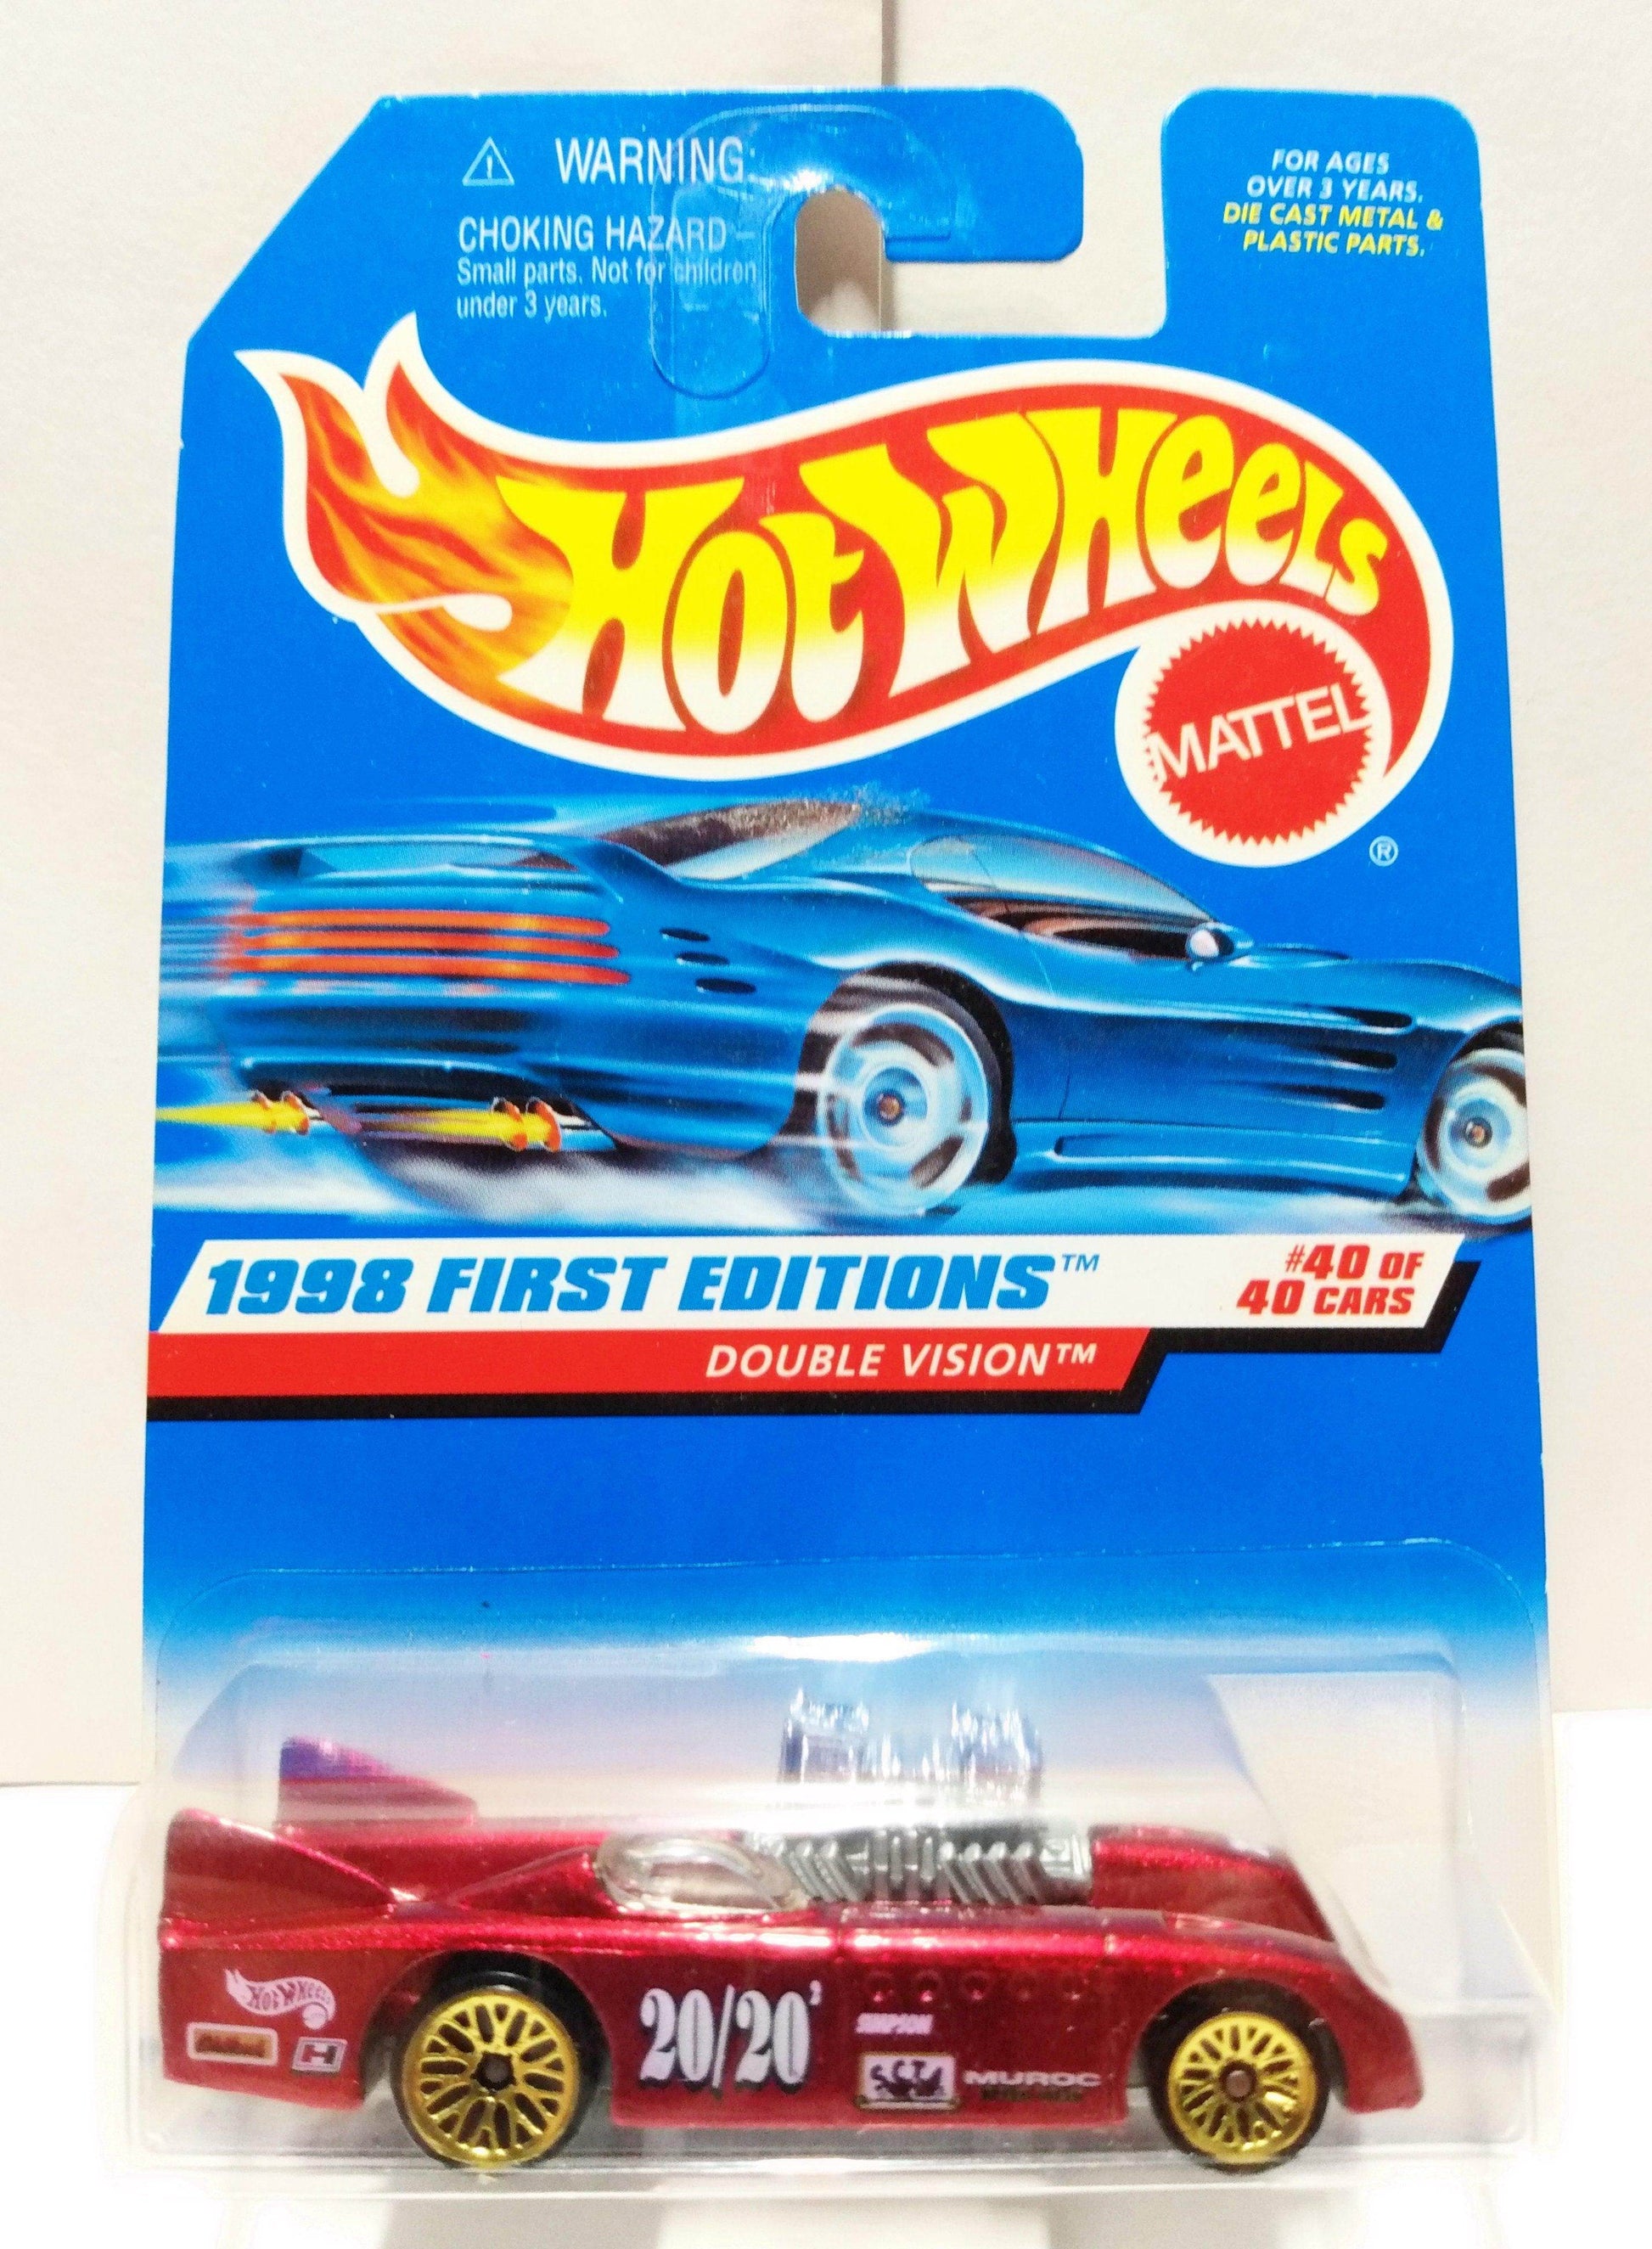 ⚠ WARNING:
CHOKING HAZARD –
Small parts. Not for children
under 3 years.
FOR AGES
OVER 3 YEARS.
DIE CAST METAL &
PLASTIC PARTS.
HOT WHEELS
MATTEL
®
1998 FIRST EDITIONS™
#40 OF
40 CARS
DOUBLE VISION™
HOT WHEELS
H
20/20²
SIMPSON
SCTA
MUROC